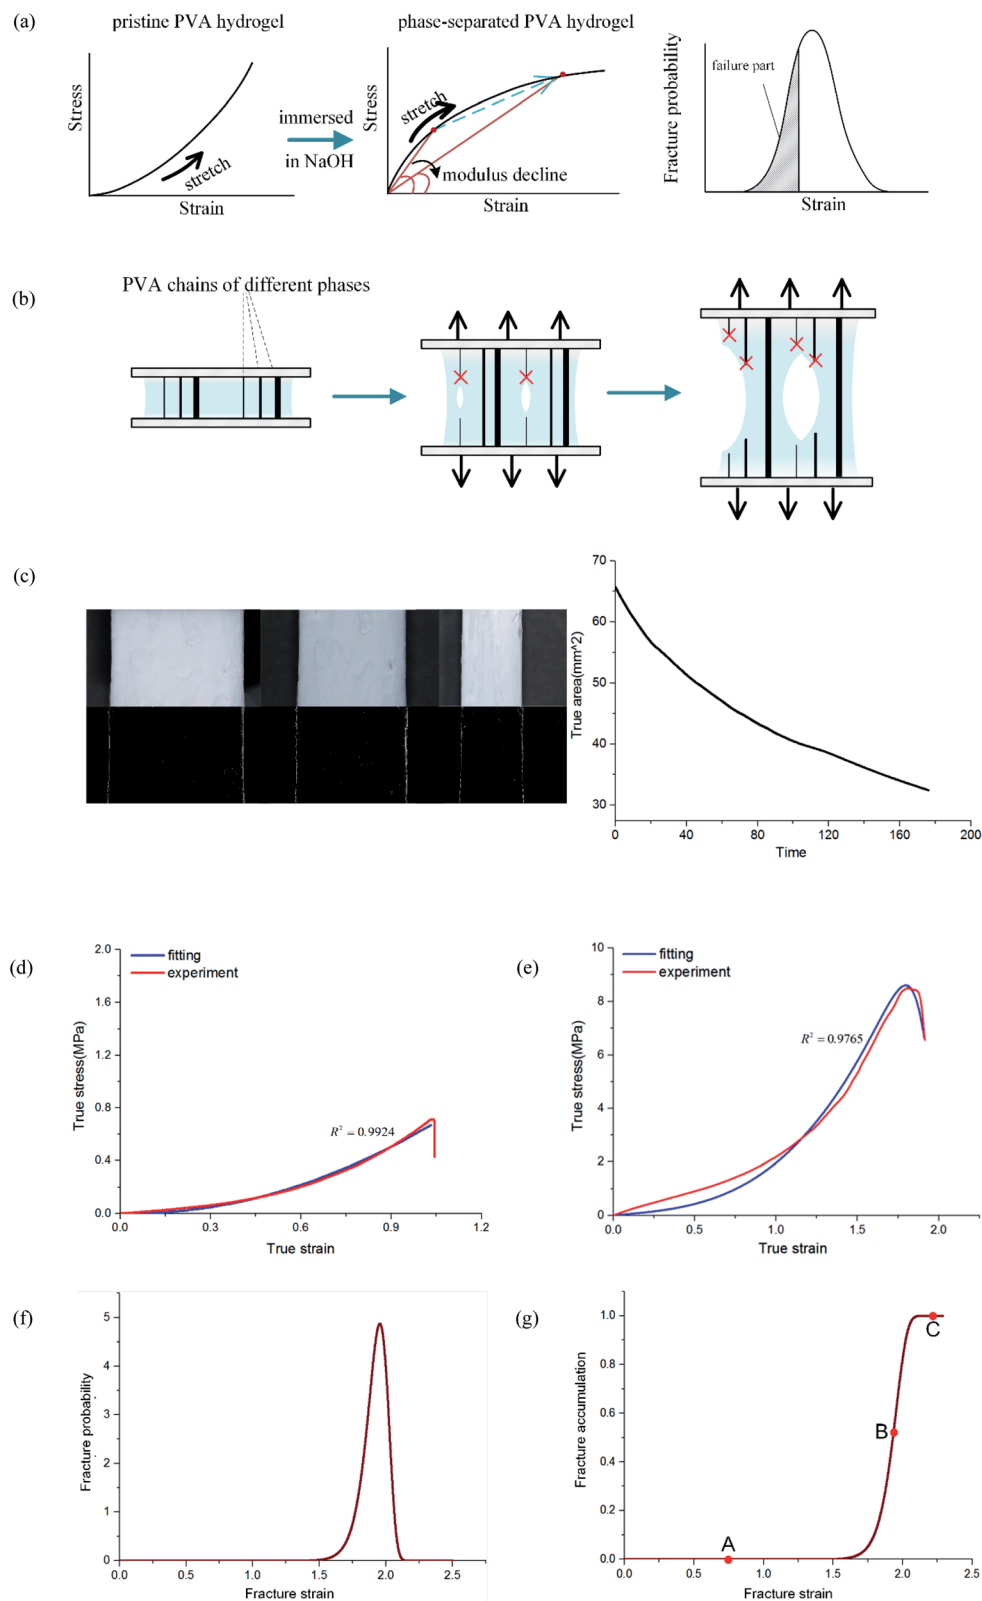 (a)
pristine PVA hydrogel
Stress
stretch
Strain
immersed
in NaOH
phase-separated PVA hydrogel
Stress
stretch
modulus decline
Strain
Fracture probability
failure part
Strain
(b)
PVA chains of different phases
(c)
True area(mm^2)
70
60
50
40
30
0 40 80 120 160 200
Time
(d)
fitting
experiment
True stress(MPa)
2.0
1.6
1.2
0.8
0.4
0.0
R² = 0.9924
0.0 0.3 0.6 0.9 1.2
True strain
(e)
fitting
experiment
True stress(MPa)
10
8
6
4
2
0
R² = 0.9765
0.0 0.5 1.0 1.5 2.0
True strain
(f)
Fracture probability
5
4
3
2
1
0
0.0 0.5 1.0 1.5 2.0 2.5
Fracture strain
(g)
Fracture accumulation
1.0
0.8
0.6
0.4
0.2
0.0
A
B
C
0.0 0.5 1.0 1.5 2.0 2.5
Fracture strain